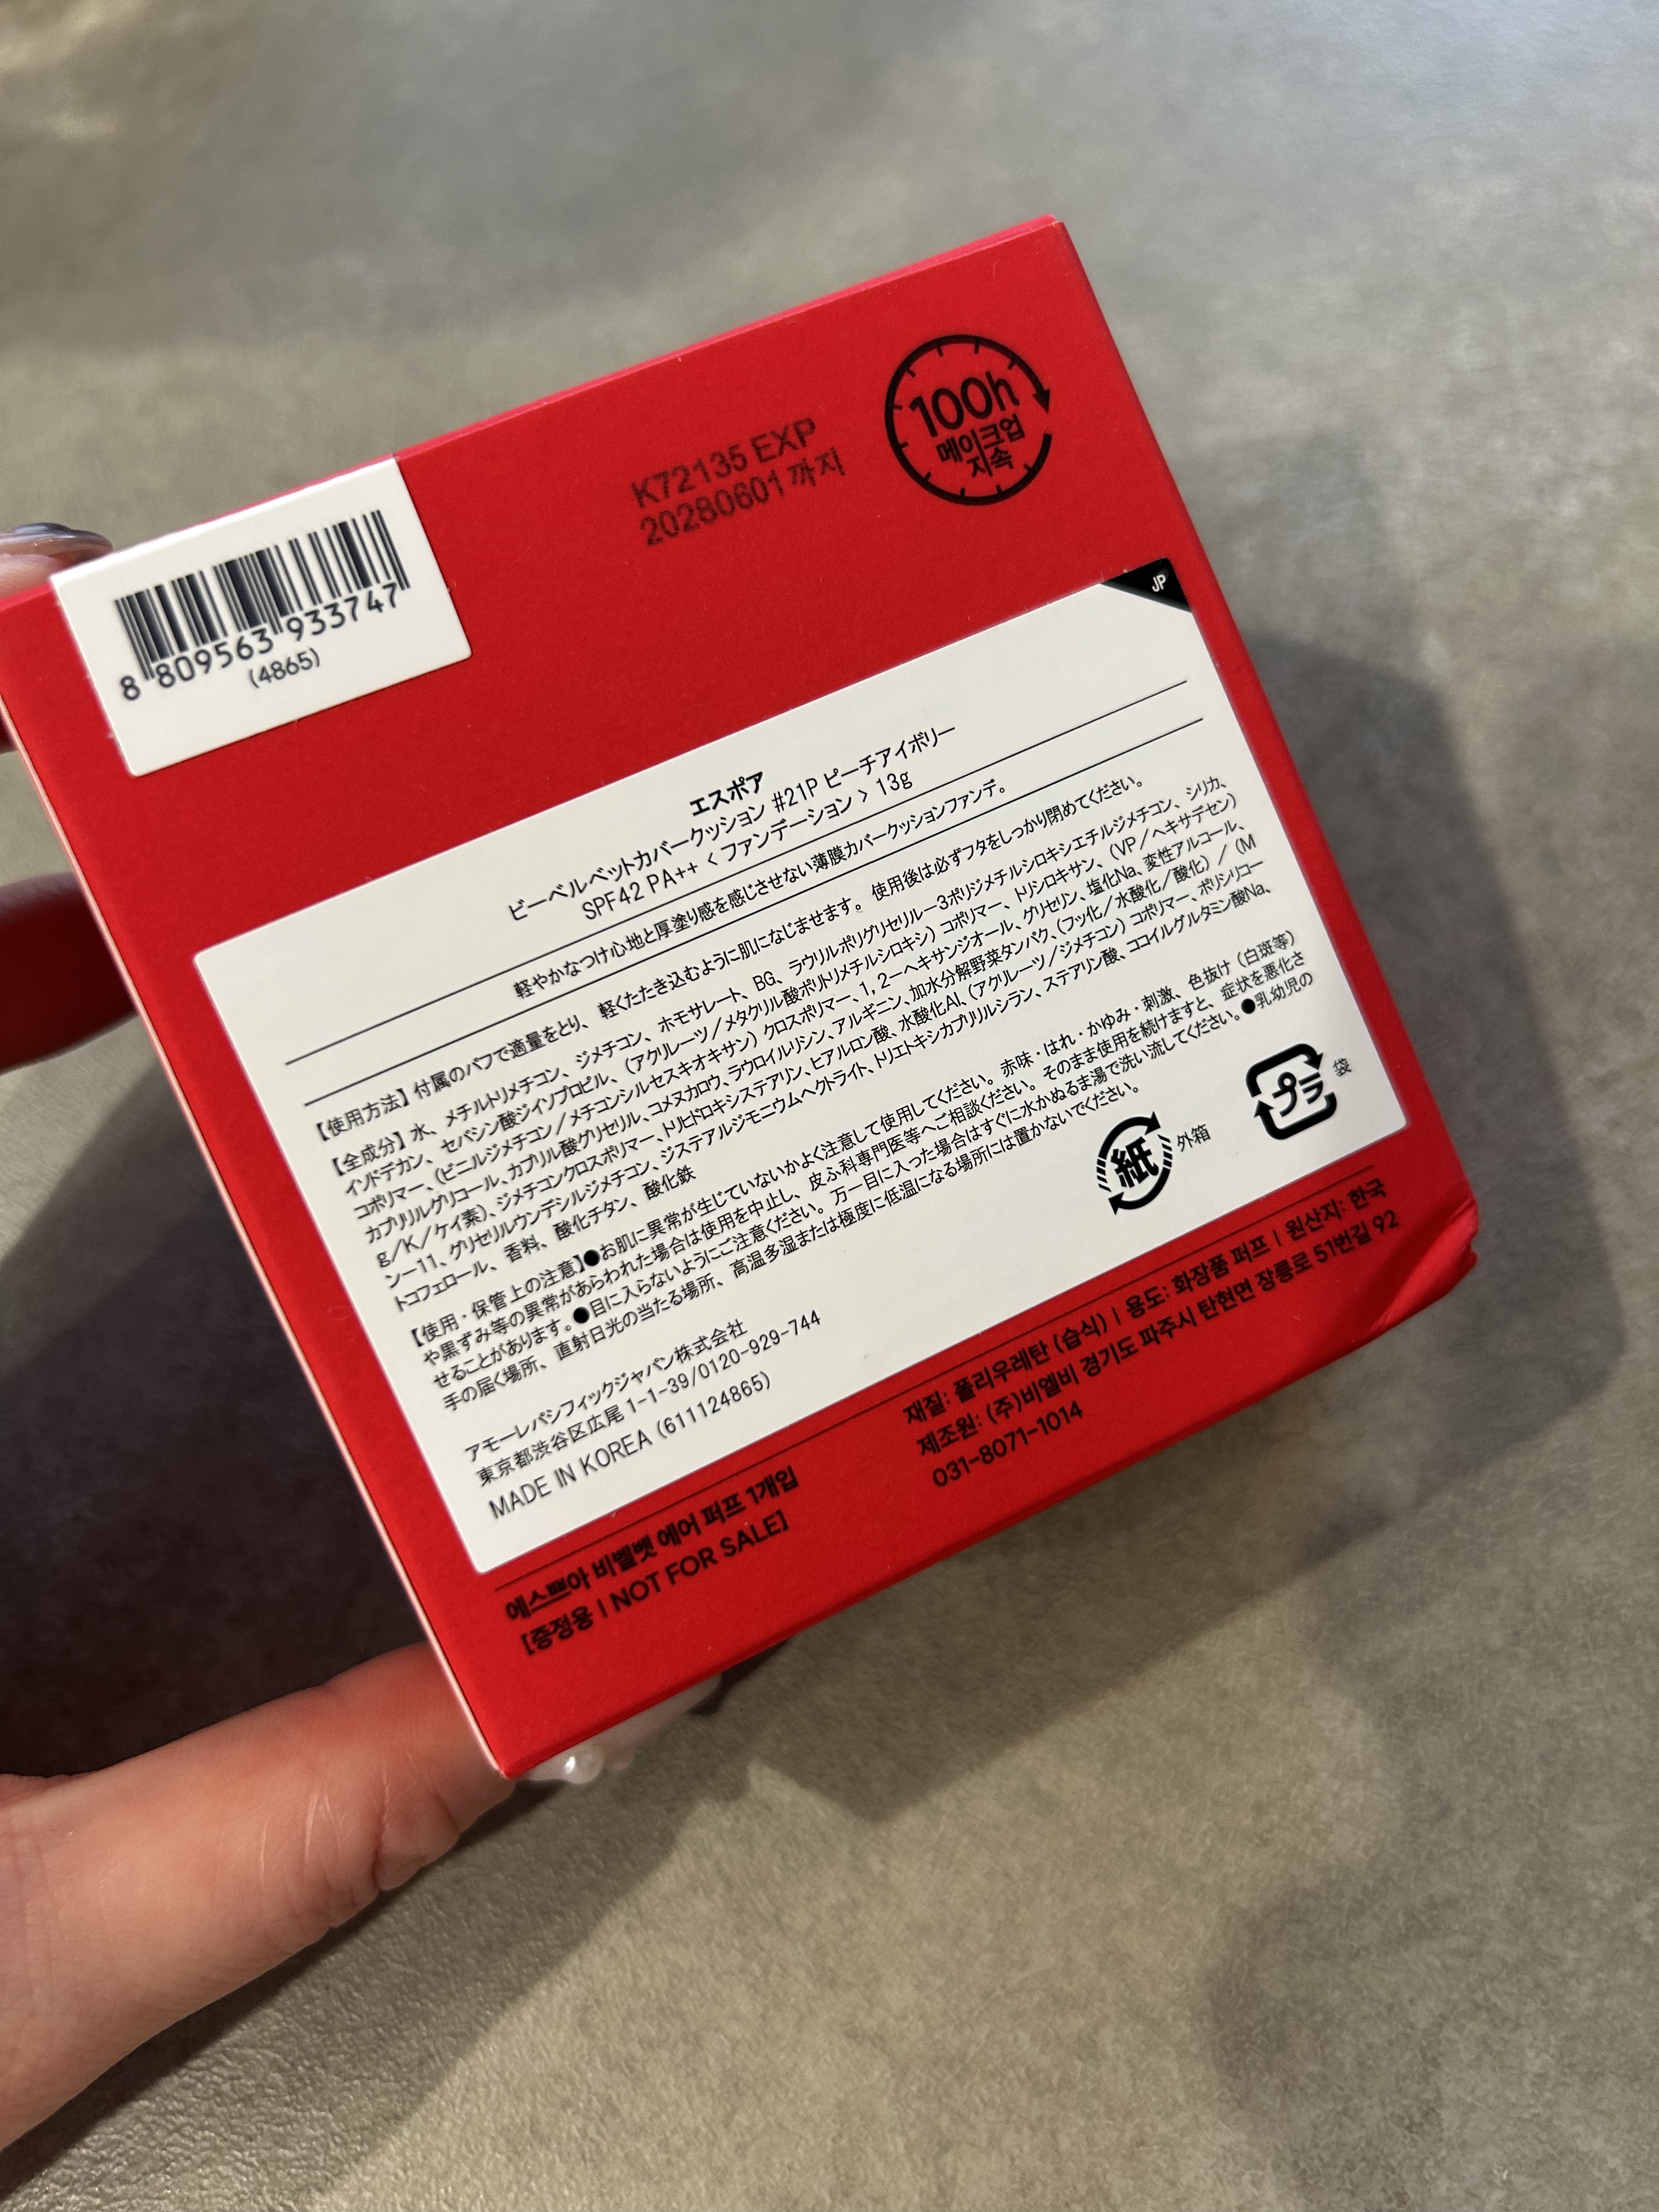 100h
메이크업
지속
K72135 EXP
20280601 까지
8 809563 933747
(4865)
JP
エスポア
ビーベルベットカバークッション #21P ピーチアイボリー
SPF42 PA++ < ファンデーション > 13g
軽やかなつけ心地と厚塗り感を感じさせない薄膜カバークッションファンデ。
【使用方法】付属のパフで適量をとり、軽くたたき込むように肌になじませます。使用後は必ずフタをしっかり閉めてください。
【全成分】水、メチルトリメチコン、ジメチコン、ホモサレート、BG、ラウリルポリグリセリル-3ポリジメチルシロキシエチルジメチコン、シリカ、
イソドデカン、セバシン酸ジイソプロピル、(アクリレーツ/メタクリル酸ポリトリメチルシロキシ)コポリマー、トリシロキサン、(VP/ヘキサデセン)
コポリマー、(ビニルジメチコン/メチコンシルセスキオキサン)クロスポリマー、1,2-ヘキサンジオール、グリセリン、塩化Na、変性アルコール、
カプリリルグリコール、カプリル酸グリセリル、コメヌカロウ、ラウロイルリシン、アルギニン、加水分解野菜タンパク、(フッ化/水酸化/酸化)/(M
g/K/ケイ素)、ジメチコンクロスポリマー、トリヒドロキシステアリン、ヒアルロン酸、水酸化Al、(アクリレーツ/ジメチコン)コポリマー、ポリシリコー
ン-11、グリセリルウンデシルジメチコン、ジステアルジモニウムヘクトライト、トリエトキシカプリリルシラン、ステアリン酸、ココイルグルタミン酸Na、
トコフェロール、香料、酸化チタン、酸化鉄
【使用・保管上の注意】●お肌に異常が生じていないかよく注意して使用してください。赤味・はれ・かゆみ・刺激、色抜け(白斑等)
や黒ずみ等の異常があらわれた場合は使用を中止し、皮ふ科専門医等へご相談ください。そのまま使用を続けますと、症状を悪化さ
せることがあります。●目に入らないようにご注意ください。万一目に入った場合はすぐに水かぬるま湯で洗い流してください。●乳幼児の
手の届く場所、直射日光の当たる場所、高温多湿または極度に低温になる場所には置かないでください。
アモーレパシフィックジャパン株式会社
東京都渋谷区広尾 1-1-39/0120-929-744
MADE IN KOREA (611124865)
紙 外箱
プラ 袋
에스쁘아 비벨벳 에어 퍼프 1개입
[증정용 | NOT FOR SALE]
재질: 폴리우레탄 (습식) | 용도: 화장품 퍼프 | 원산지: 한국
제조원: (주)비엘비 경기도 파주시 탄현면 장릉로 51번길 92
031-8071-1014